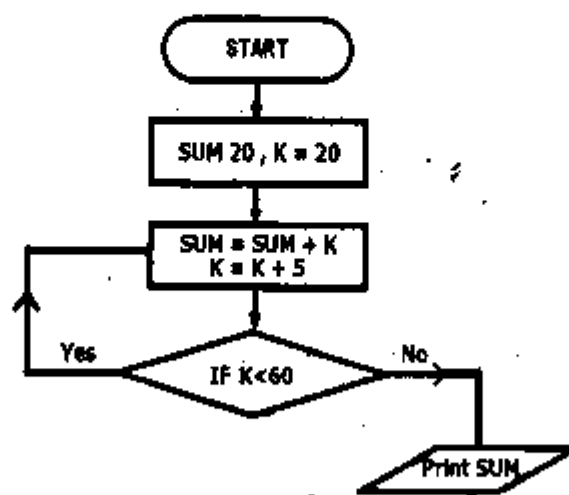 START
SUM 20, K = 20
SUM = SUM + K
K = K + 5
Yes
No
IF K<60
Print SUM